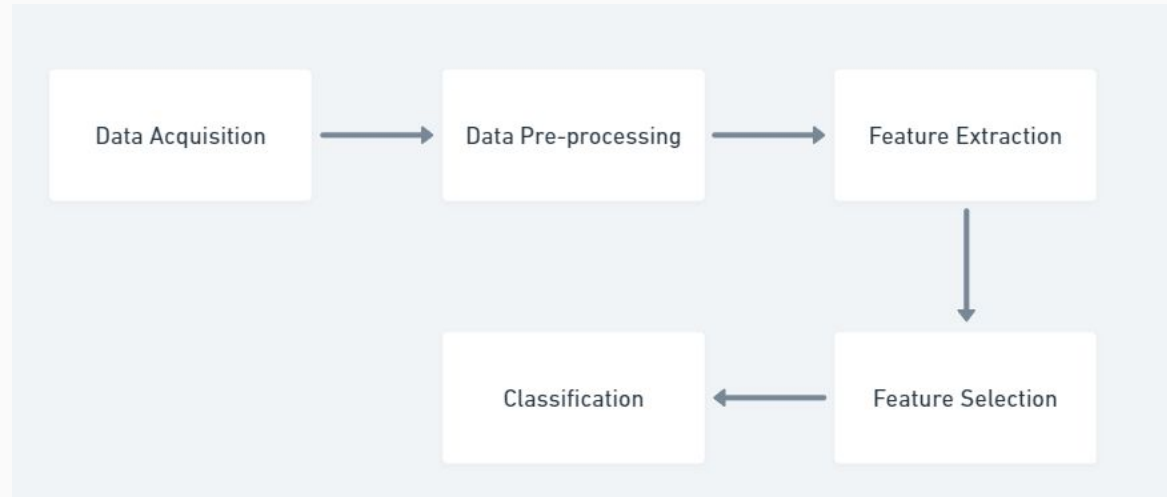 Data Acquisition
Data Pre-processing
Feature Extraction
Feature Selection
Classification